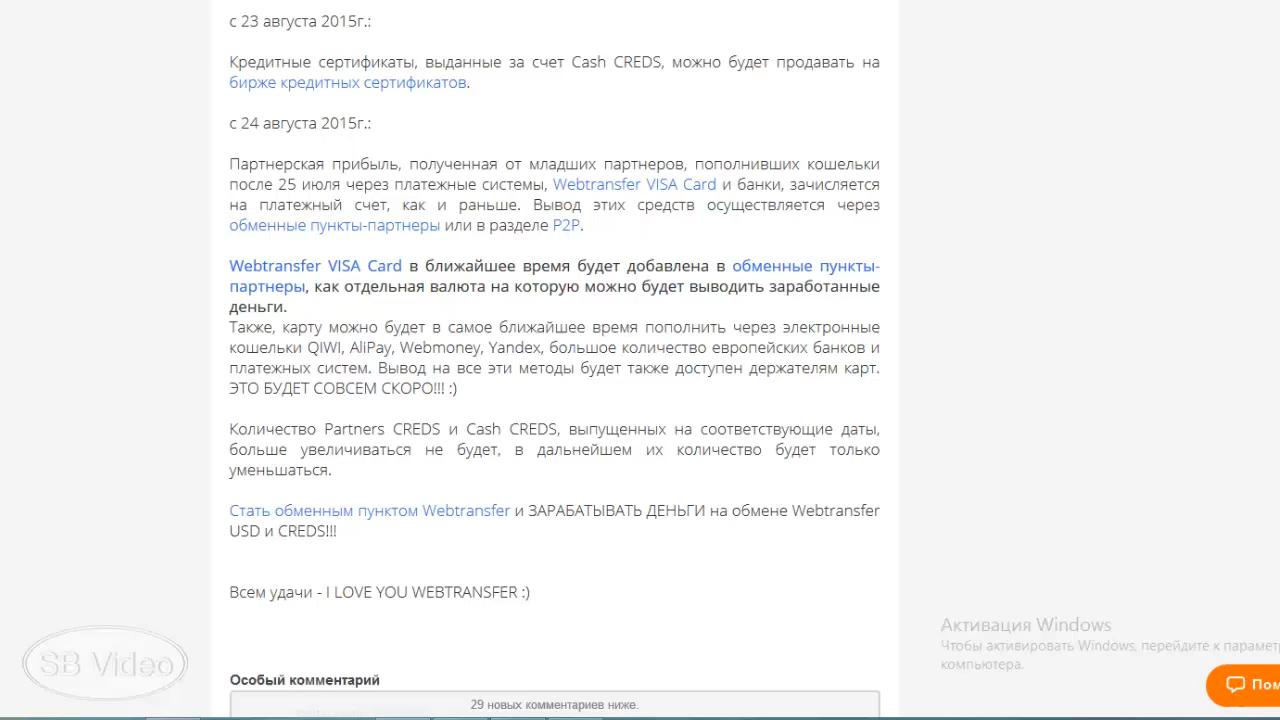 с 23 августа 2015г.:
Кредитные сертификаты, выданные за счет Cash CREDS, можно будет продавать на
бирже кредитных сертификатов.
с 24 августа 2015г.:
Партнерская прибыль, полученная от младших партнеров, пополнивших кошельки
после 25 июля через платежные системы, Webtransfer VISA Card и банки, зачисляется
на платежный счет, как и раньше. Вывод этих средств осуществляется через
обменные пункты-партнеры или в разделе P2P.
Webtransfer VISA Card в ближайшее время будет добавлена в обменные пункты-
партнеры, как отдельная валюта на которую можно будет выводить заработанные
деньги.
Также, карту можно будет в самое ближайшее время пополнить через электронные
кошельки QIWI, AliPay, Webmoney, Yandex, большое количество европейских банков и
платежных систем. Вывод на все эти методы будет также доступен держателям карт.
ЭТО БУДЕТ СОВСЕМ СКОРО!!! :)
Количество Partners CREDS и Cash CREDS, выпущенных на соответствующие даты,
больше увеличиваться не будет, в дальнейшем их количество будет только
уменьшаться.
Стать обменным пунктом Webtransfer и ЗАРАБАТЫВАТЬ ДЕНЬГИ на обмене Webtransfer
USD и CREDS!!!
Всем удачи - I LOVE YOU WEBTRANSFER :)
SB Video
Активация Windows
Чтобы активировать Windows, перейдите к парамет
компьютера.
Пом
Особый комментарий
29 новых комментариев ниже.